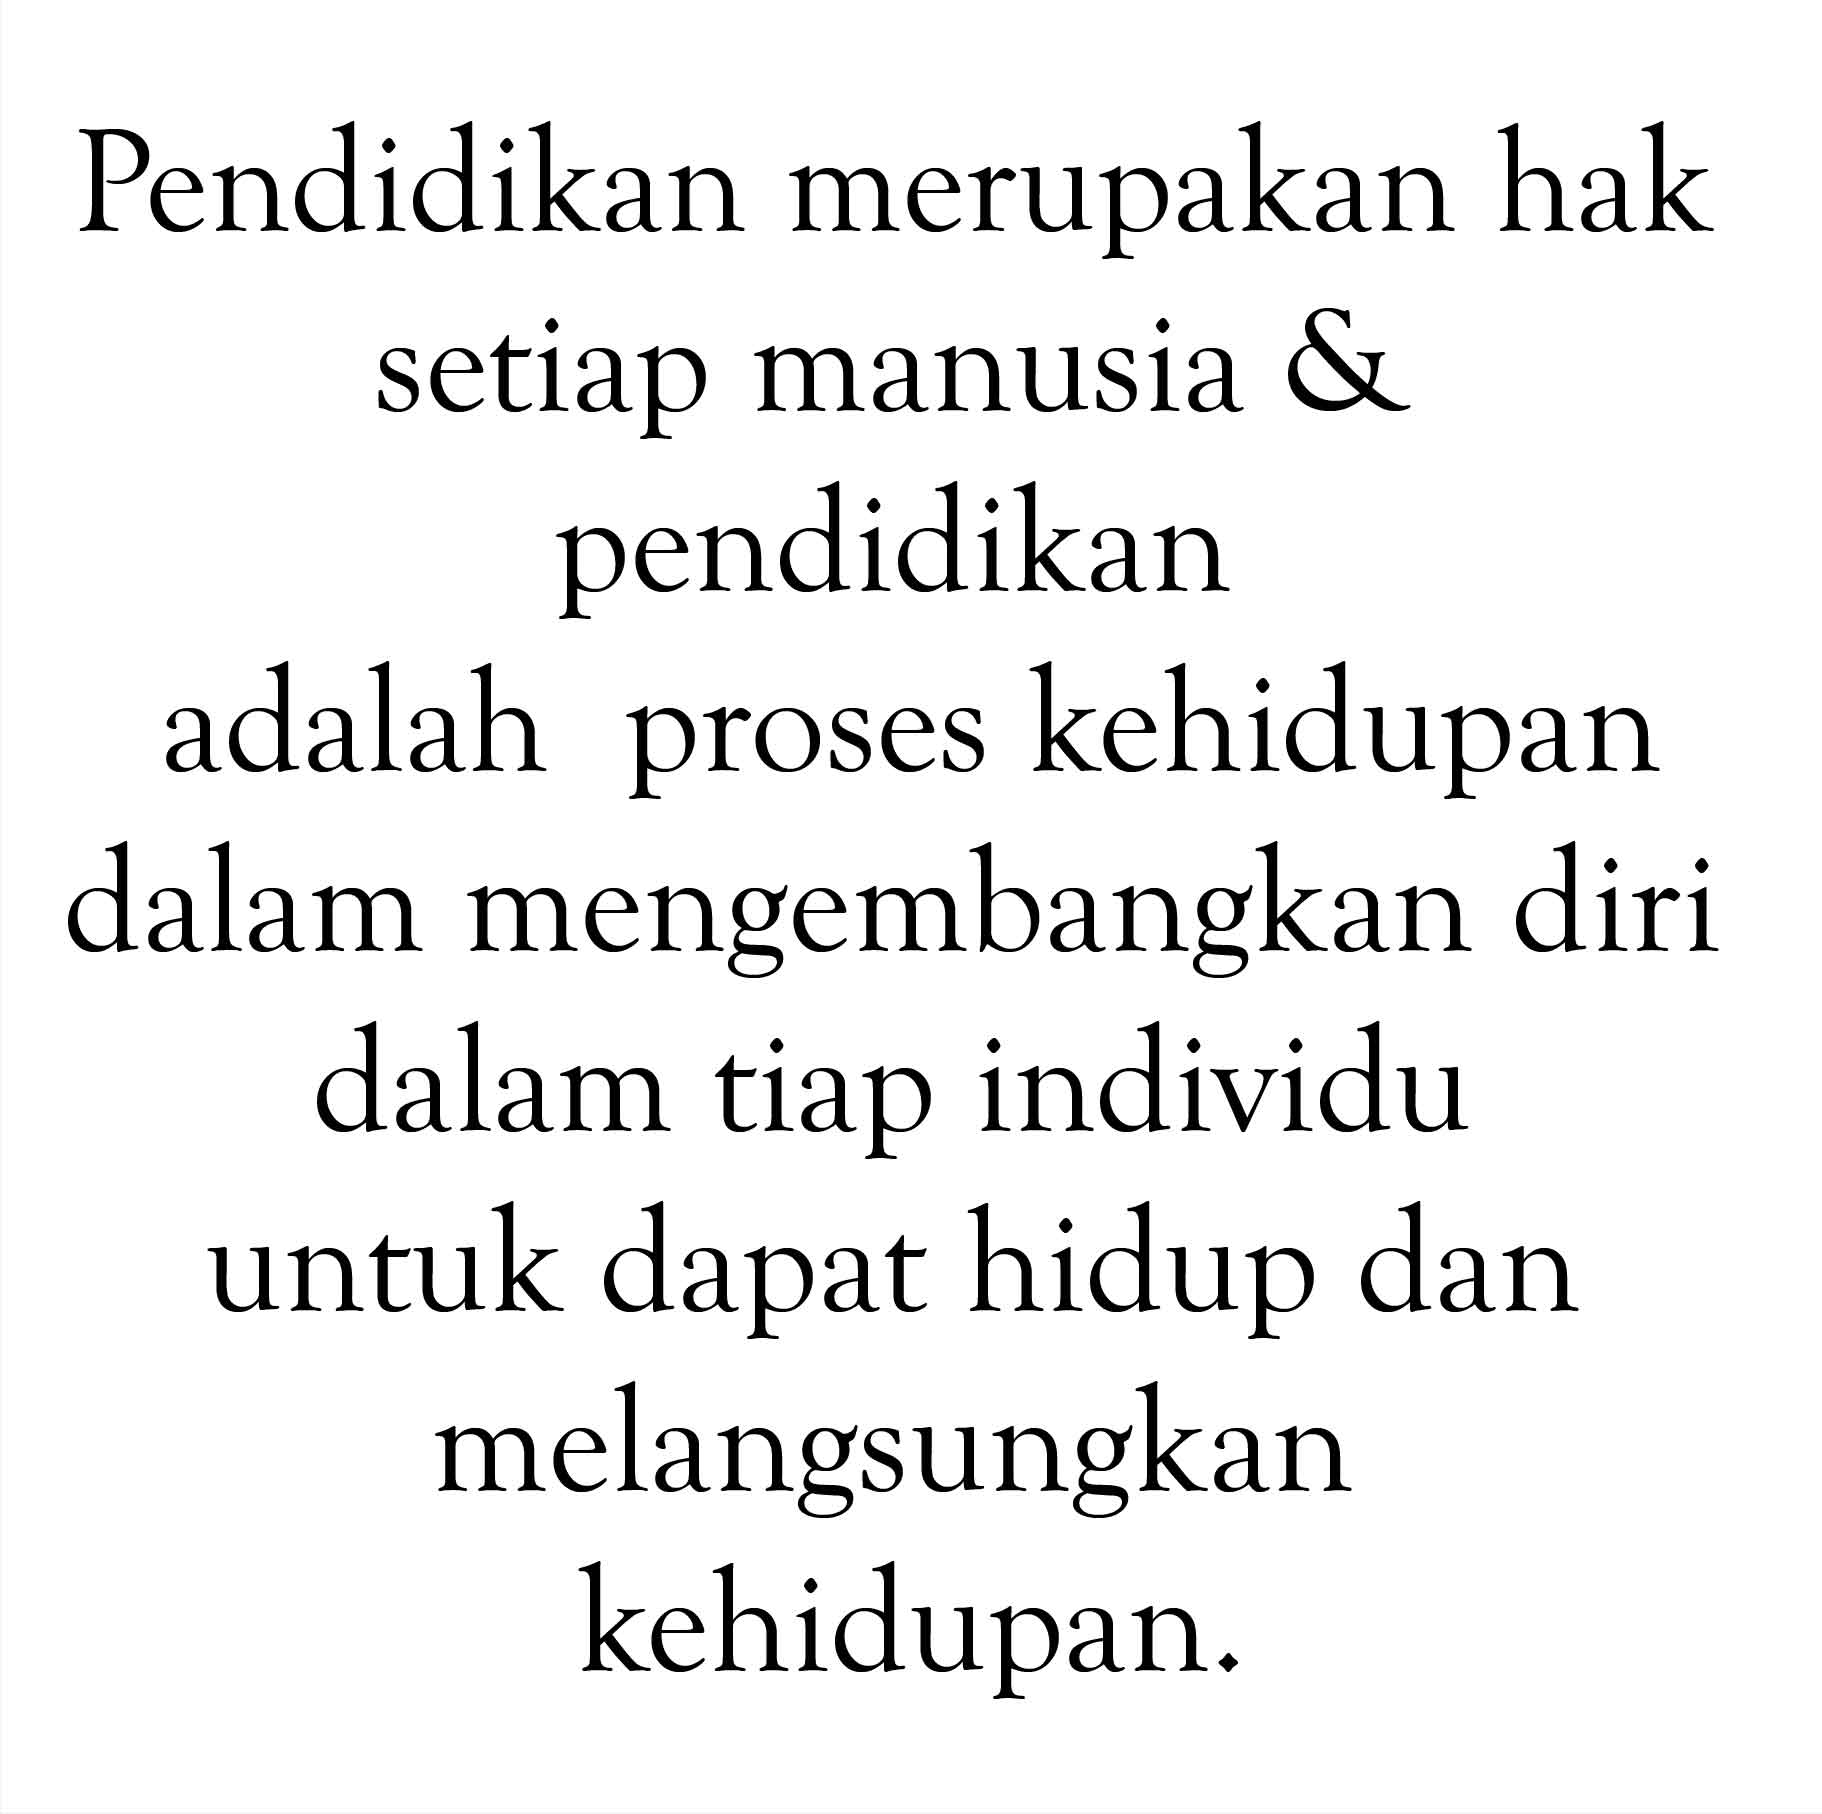 Pendidikan merupakan hak
setiap manusia &
pendidikan
adalah  proses kehidupan
dalam mengembangkan diri
dalam tiap individu
untuk dapat hidup dan
melangsungkan
kehidupan.